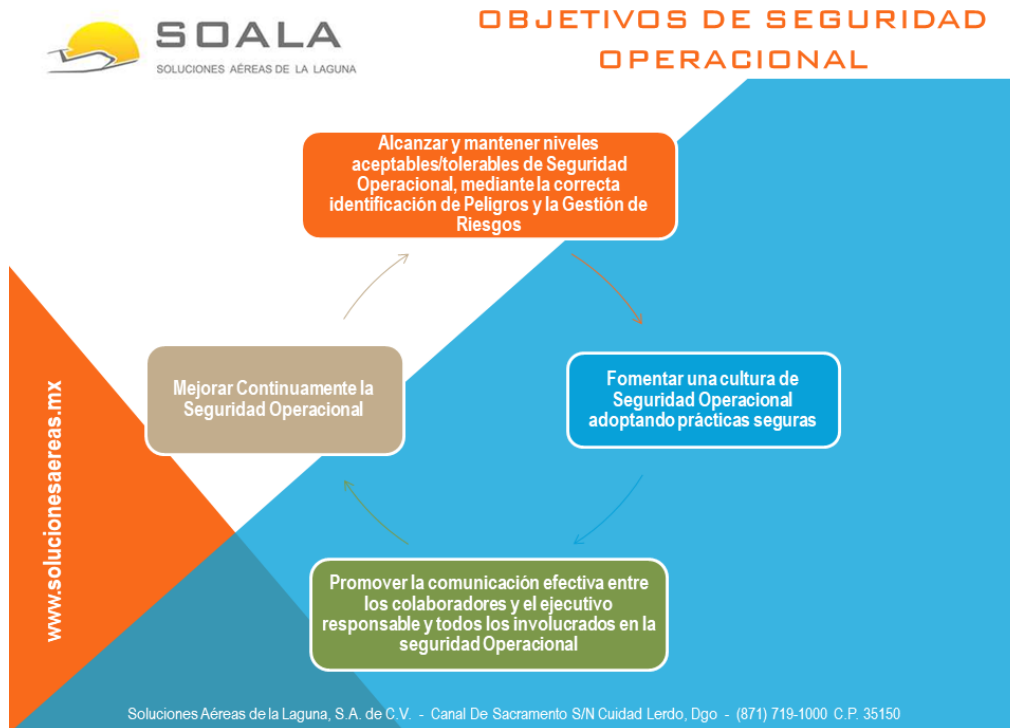 SOALA
SOLUCIONES AÉREAS DE LA LAGUNA
OBJETIVOS DE SEGURIDAD
OPERACIONAL
Alcanzar y mantener niveles
aceptables/tolerables de Seguridad
Operacional, mediante la correcta
identificación de Peligros y la Gestión de
Riesgos
Fomentar una cultura de
Seguridad Operacional
adoptando prácticas seguras
Promover la comunicación efectiva entre
los colaboradores y el ejecutivo
responsable y todos los involucrados en la
seguridad Operacional
Mejorar Continuamente la
Seguridad Operacional
www.solucionesaereas.mx
Soluciones Aéreas de la Laguna, S.A. de C.V. - Canal De Sacramento S/N Cuidad Lerdo, Dgo - (871) 719-1000 C.P. 35150